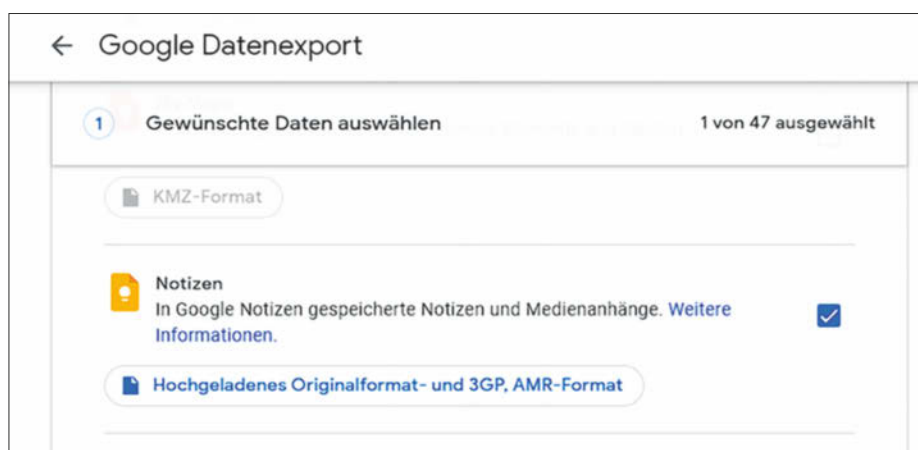 Google Datenexport
1 Gewünschte Daten auswählen 1 von 47 ausgewählt
KMZ-Format
Notizen
In Google Notizen gespeicherte Notizen und Medienanhänge. Weitere
Informationen.
Hochgeladenes Originalformat- und 3GP, AMR-Format